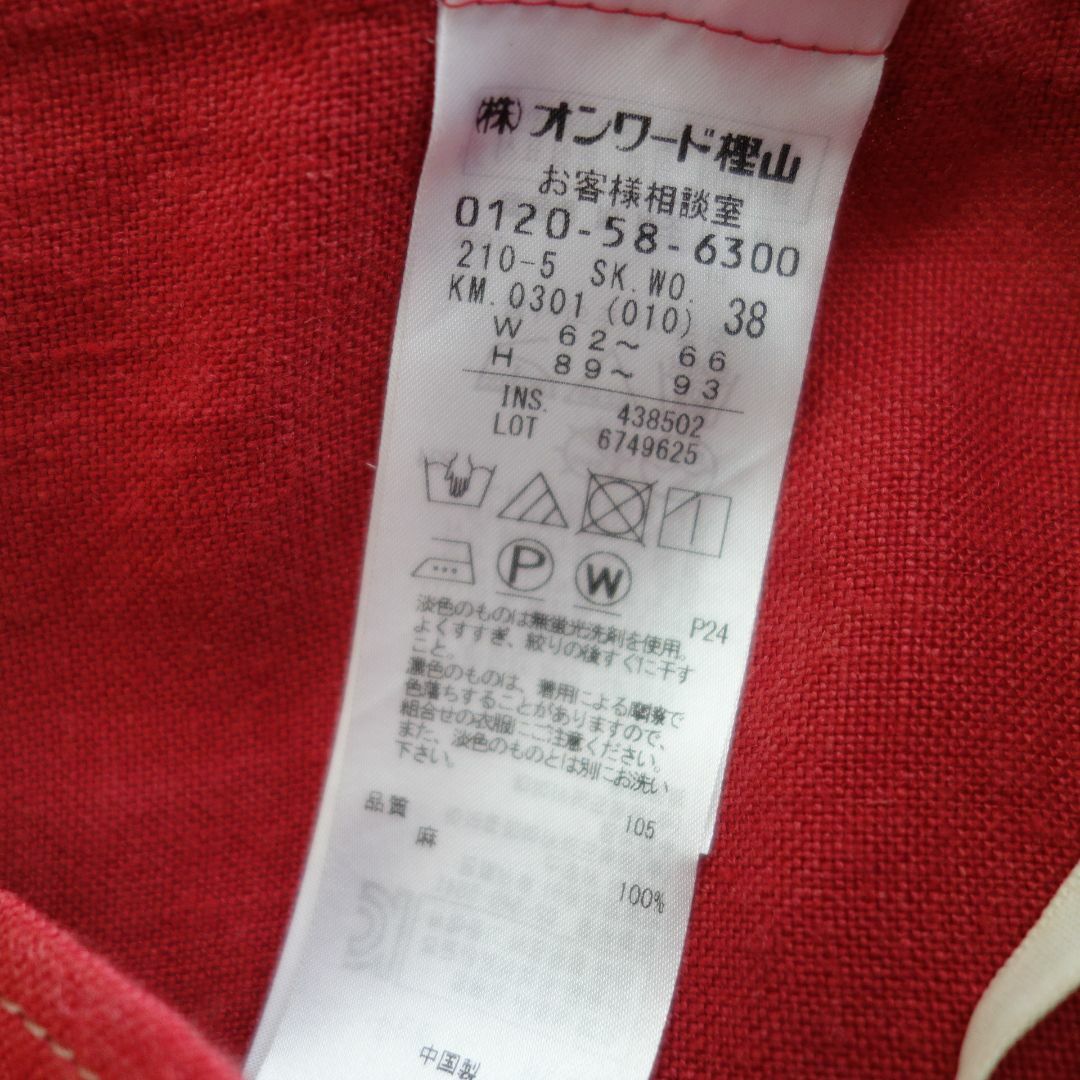 (株)オンワード樫山
お客様相談室
0120-58-6300
210-5 SK.WO.
KM.0301 (010) 38
W 62～ 66
H 89～ 93
INS. 438502
LOT 6749625
P W
P24
淡色のものは無蛍光洗剤を使用。
よくすすぎ、絞りの後すぐに干す
こと。
濃色のものは、着用による摩擦で
色落ちすることがありますので、
組合せの衣服にご注意ください。
また、淡色のものとは別にお洗い
下さい。
105
品質
麻 100%
中国